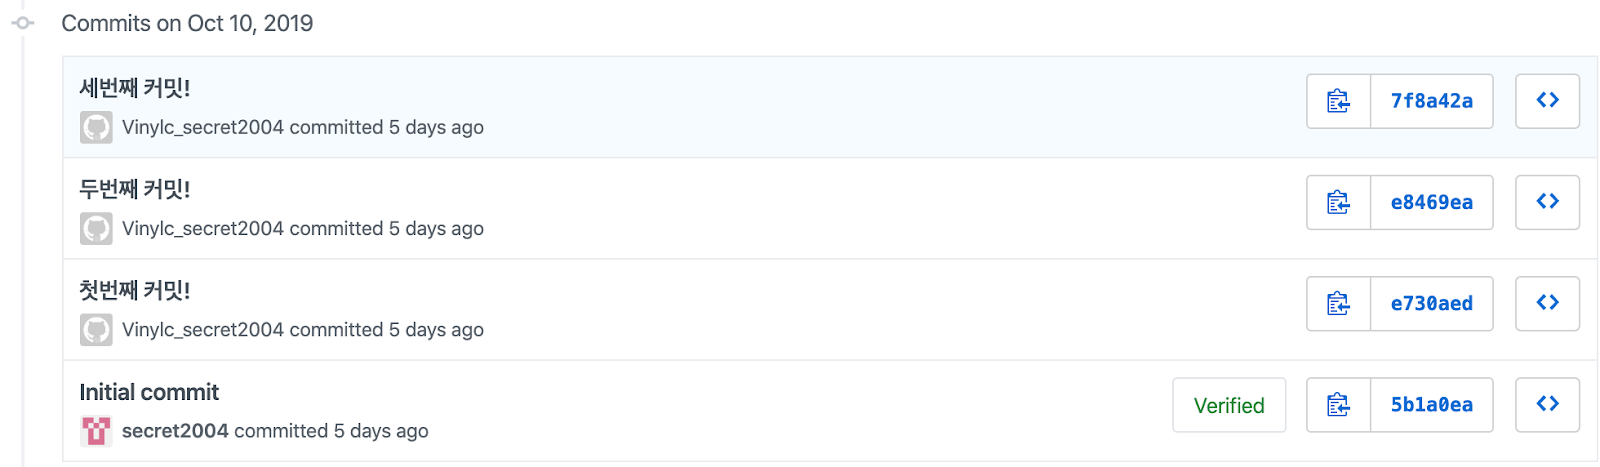 Commits on Oct 10, 2019
세번째 커밋!
Vinylc_secret2004 committed 5 days ago
7f8a42a
두번째 커밋!
Vinylc_secret2004 committed 5 days ago
e8469ea
첫번째 커밋!
Vinylc_secret2004 committed 5 days ago
e730aed
Initial commit
secret2004 committed 5 days ago
Verified
5b1a0ea